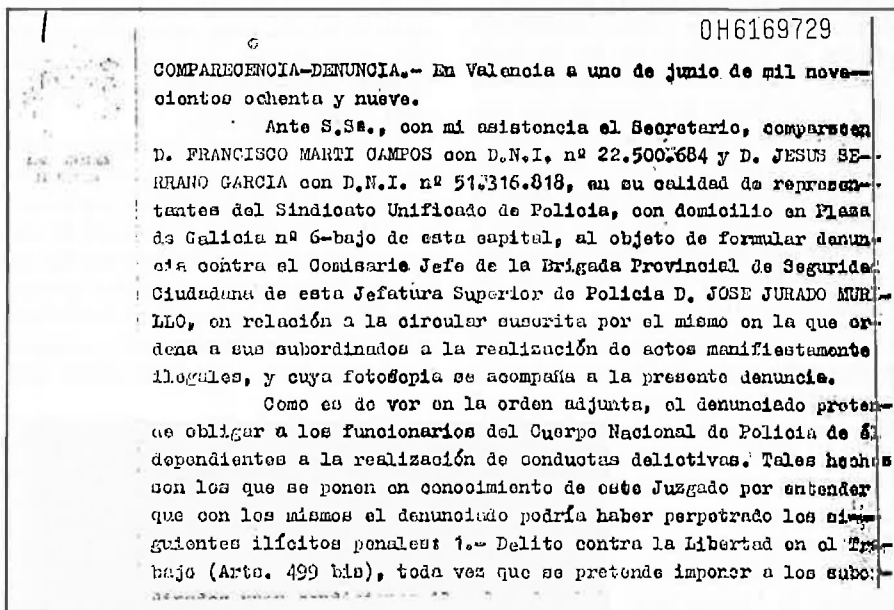 OH6169729
COMPARECENCIA-DENUNCIA.- En Valencia a uno de junio de mil nove-
cientos ochenta y nueve.
Ante S.Sª., con mi asistencia el Secretario, comparecen
D. FRANCISCO MARTI CAMPOS con D.N.I. nº 22.500.684 y D. JESUS SE-
RRANO GARCIA con D.N.I. nº 51.316.818, en su calidad de represen-
tantes del Sindicato Unificado de Policia, con domicilio en Plaza
de Galicia nº 6-bajo de esta capital, al objeto de formular denun-
cia contra el Comisario Jefe de la Brigada Provincial de Segurida
Ciudadana de esta Jefatura Superior de Policia D. JOSE JURADO MURI-
LLO, en relación a la circular suscrita por el mismo en la que or-
dena a sus subordinados a la realización de actos manifiestamente
ilegales, y cuya fotocopia se acompaña a la presente denuncia.
Como es de ver en la orden adjunta, el denunciado preten-
de obligar a los funcionarios del Cuerpo Nacional de Policia de él
dependientes a la realización de conductas delictivas. Tales hechos
son los que se ponen en conocimiento de este Juzgado por entender
que con los mismos el denunciado podría haber perpetrado los si-
guientes ilícitos penales: 1.- Delito contra la Libertad en el Tra-
bajo (Arts. 499 bis), toda vez que se pretende imponer a los subor-